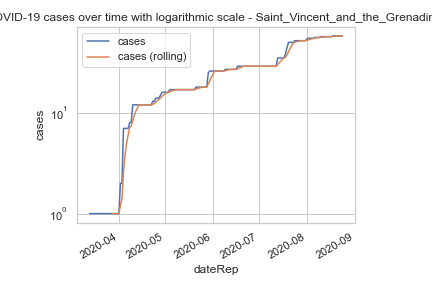 OVID-19 cases over time with logarithmic scale - Saint_Vincent_and_the_Grenadin
cases
cases (rolling)
10¹
10⁰
cases
2020-04
2020-05
2020-06
2020-07
2020-08
2020-09
dateRep